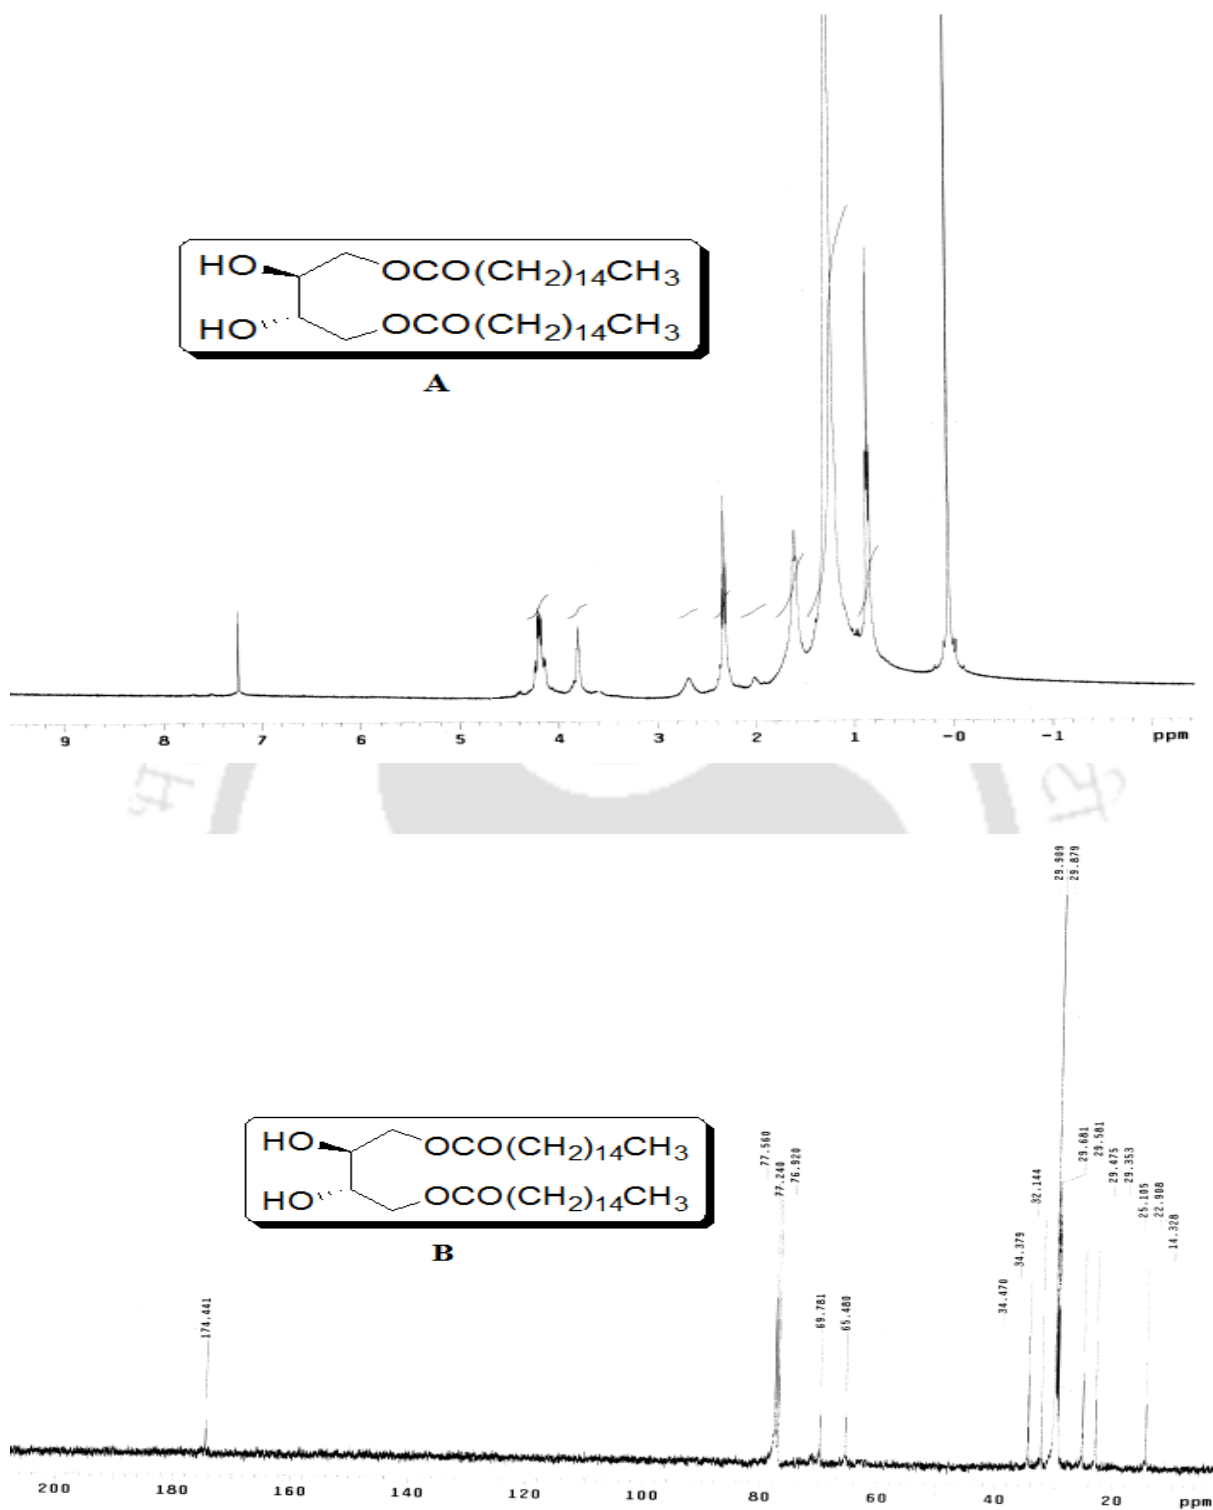 HO OCO(CH2)14CH3
HO OCO(CH2)14CH3
A
9 8 7 6 5 4 3 2 1 -0 -1 ppm
29.909
29.879
77.560
77.240
76.920
29.681
29.581
29.475
29.353
32.144
25.105
22.908
14.328
34.379
34.470
174.441
69.781
65.480
HO OCO(CH2)14CH3
HO OCO(CH2)14CH3
B
200 180 160 140 120 100 80 60 40 20 ppm